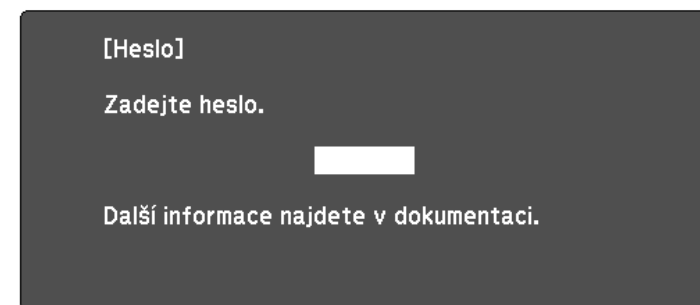 [Heslo]
Zadejte heslo.
Další informace najdete v dokumentaci.